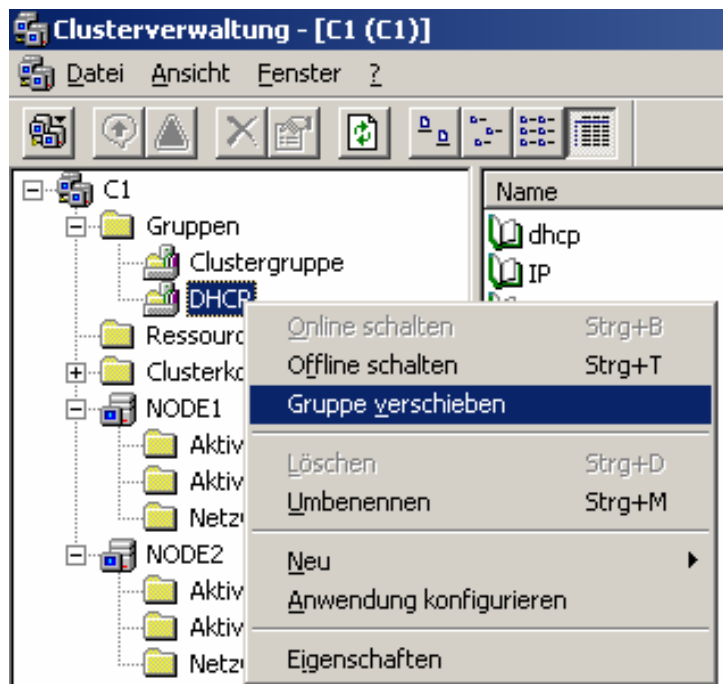 Clusterverwaltung - [C1 (C1)]
Datei Ansicht Fenster ?
C1
Gruppen
Clustergruppe
DHCP
NODE1
NODE2
Name
dhcp
IP
Online schalten Strg+B
Offline schalten Strg+T
Gruppe verschieben
Löschen Strg+D
Umbenennen Strg+M
Neu
Anwendung konfigurieren
Eigenschaften